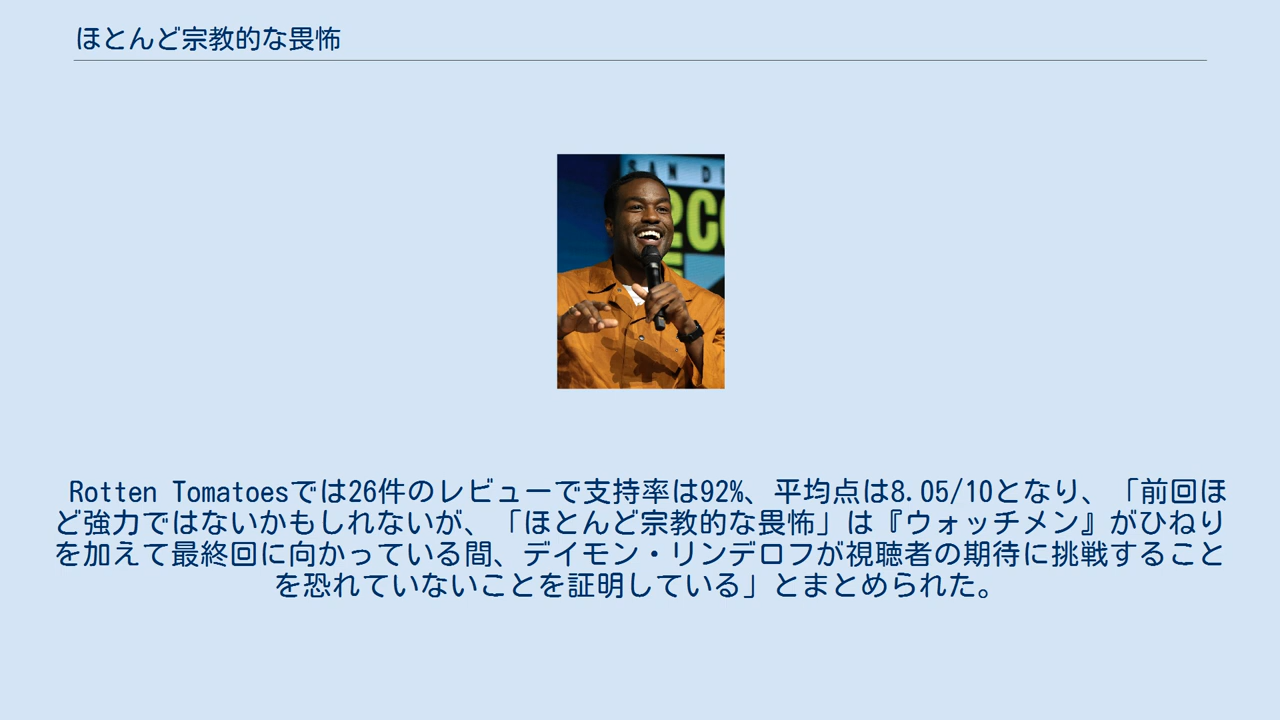 ほとんど宗教的な畏怖
SAN DI
2CO
Rotten Tomatoesでは26件のレビューで支持率は92%、平均点は8.05/10となり、「前回ほ
ど強力ではないかもしれないが、「ほとんど宗教的な畏怖」は『ウォッチメン』がひねり
を加えて最終回に向かっている間、デイモン・リンデロフが視聴者の期待に挑戦すること
を恐れていないことを証明している」とまとめられた。